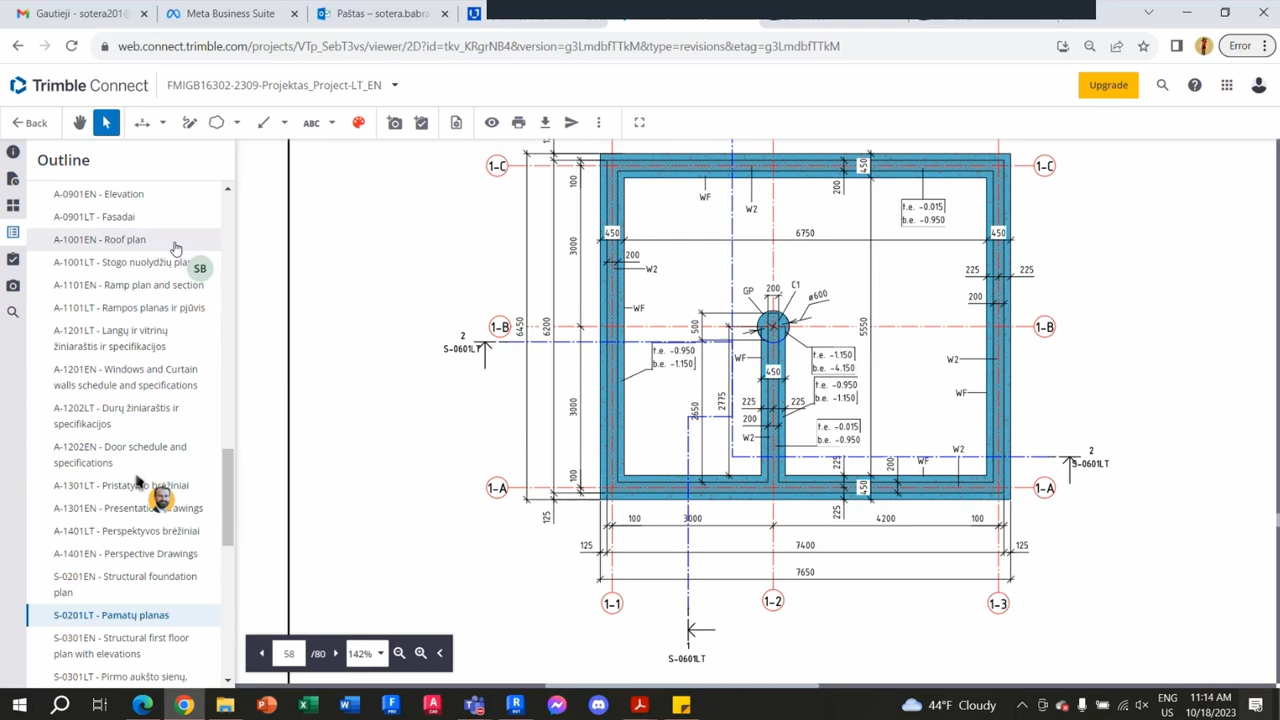 Gautieji - sotera201@
Meta Business Suite
Paštas – sotera.babra
web.connect.trimble.com/projects/VTp_SebT3vs/viewer/2D?id=tkv_KRgrNB4&version=g3LmdbfTTkM&type=revisions&etag=g3LmdbfTTkM
Error
Trimble Connect
FMIGB16302-2309-Projektas_Project-LT_EN
Upgrade
Back
ABC
Outline
A-0901EN - Elevation
A-0901LT - Fasadai
A-1001EN - Roof plan
A-1001LT - Stogo nuolydžių plan
SB
A-1101EN - Ramp plan and section
A-1101LT - Rampos planas ir pjūvis
A-1201LT - Langų ir vitrinų
žiniaraštis ir specifikacijos
A-1201EN - Windows and Curtain
walls schedule and specifications
A-1202LT - Durų žiniaraštis ir
specifikacijos
A-1202EN - Door schedule and
specifications
A-1301LT - Pristatymo brėžiniai
A-1301EN - Presentation Drawings
A-1401LT - Perspektyvos brėžiniai
A-1401EN - Perspective Drawings
S-0201EN - Structural foundation
plan
S-0201LT - Pamatų planas
S-0301EN - Structural first floor
plan with elevations
S-0301LT - Pirmo aukšto sienų,
1-C
1-C
100
WF
W2
200
450
t.e. -0.015
b.e. -0.950
450
6750
450
3000
200
W2
225
225
200
WF
GP
200
C1
ø600
1-B
6450
6200
500
5550
1-B
2
S-0601LT
t.e. -0.950
b.e. -1.150
WF
t.e. -1.150
b.e. -4.150
W2
450
t.e. -0.950
b.e. -1.150
WF
3000
2650
2775
225
225
200
W2
t.e. -0.015
b.e. -0.950
225
200
WF
W2
2
S-0601LT
100
1-A
450
1-A
125
225
100
3000
4200
100
125
7400
125
7650
1-1
1-2
1-3
1
S-0601LT
58
/80
142%
44°F Cloudy
ENG
US
11:14 AM
10/18/2023